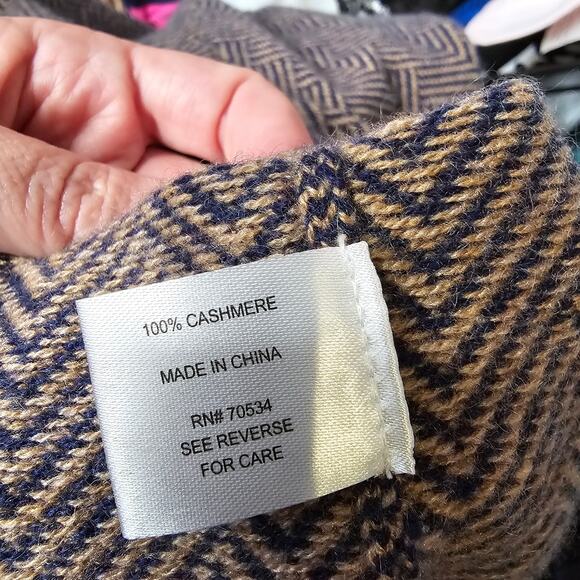 100% CASHMERE
MADE IN CHINA
RN# 70534
SEE REVERSE
FOR CARE